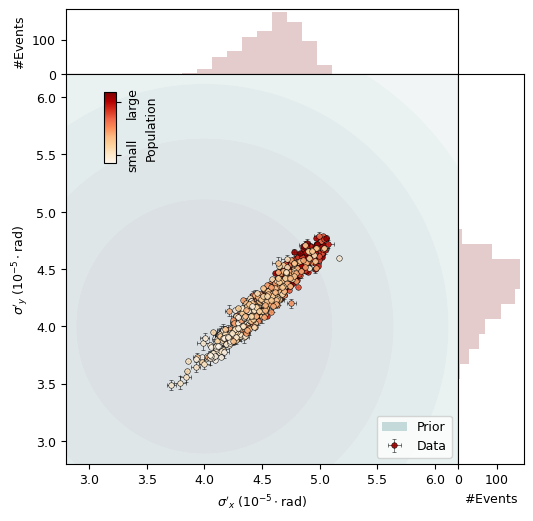 #Events
100
0
6.0
5.5
5.0
4.5
4.0
3.5
3.0
σ'y (10⁻⁵ · rad)
small large
Population
Prior
Data
3.0 3.5 4.0 4.5 5.0 5.5 6.0
σ'x (10⁻⁵ · rad)
0 100
#Events